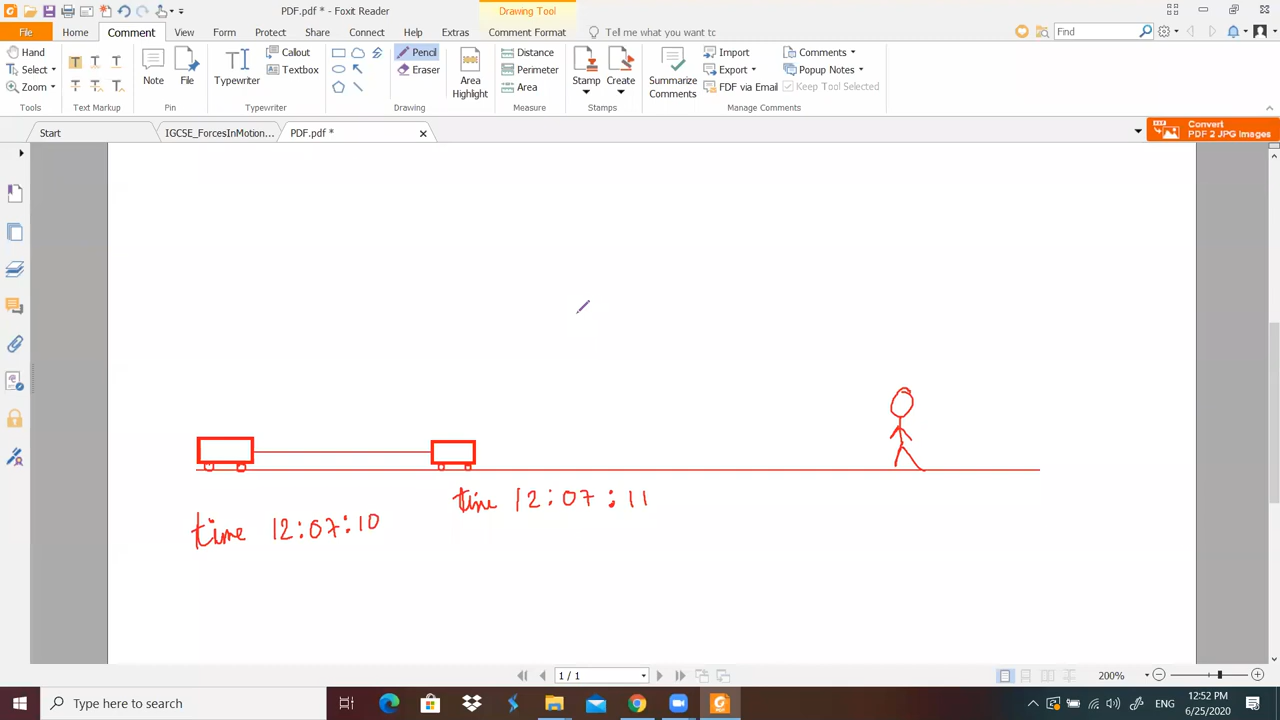 PDF.pdf * - Foxit Reader
Drawing Tool
File Home Comment View Form Protect Share Connect Help Extras Comment Format Tell me what you want tc Find
Hand
Select
Zoom
Tools
Text Markup
Note
File
Pin
Typewriter
Callout
Textbox
Typewriter
Pencil
Eraser
Drawing
Area
Highlight
Distance
Perimeter
Area
Measure
Stamp
Create
Stamps
Summarize
Comments
Import
Export
FDF via Email
Comments
Popup Notes
Keep Tool Selected
Manage Comments
Start IGCSE_ForcesInMotion... PDF.pdf *
Convert
PDF 2 JPG Images
time 12:07:11
time 12:07:10
1 / 1
200%
Type here to search
PDF
ENG
12:52 PM
6/25/2020